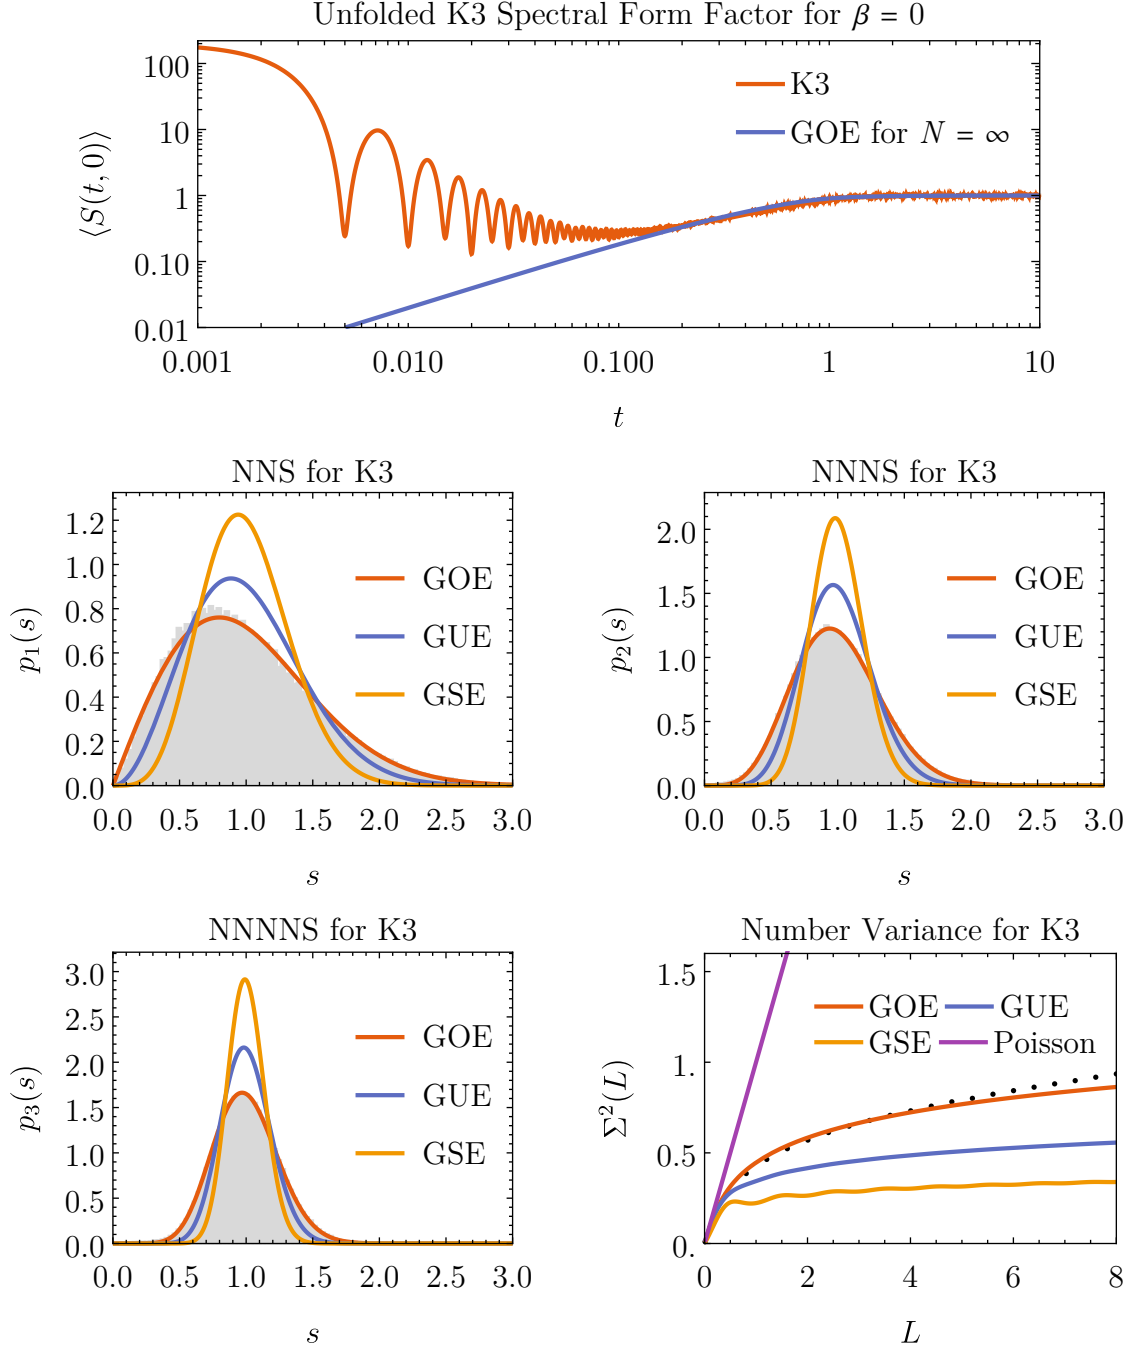 Unfolded K3 Spectral Form Factor for β = 0
⟨S(t, 0)⟩
100
10
1
0.10
0.01
K3
GOE for N = ∞
0.001 0.010 0.100 1 10
t
NNS for K3
p₁(s)
1.2
1.0
0.8
0.6
0.4
0.2
0.0
GOE
GUE
GSE
0.0 0.5 1.0 1.5 2.0 2.5 3.0
s
NNNS for K3
p₂(s)
2.0
1.5
1.0
0.5
0.0
GOE
GUE
GSE
0.0 0.5 1.0 1.5 2.0 2.5 3.0
s
NNNNS for K3
p₃(s)
3.0
2.5
2.0
1.5
1.0
0.5
0.0
GOE
GUE
GSE
0.0 0.5 1.0 1.5 2.0 2.5 3.0
s
Number Variance for K3
Σ²(L)
1.5
1.
0.5
0.
GOE GUE
GSE Poisson
0 2 4 6 8
L